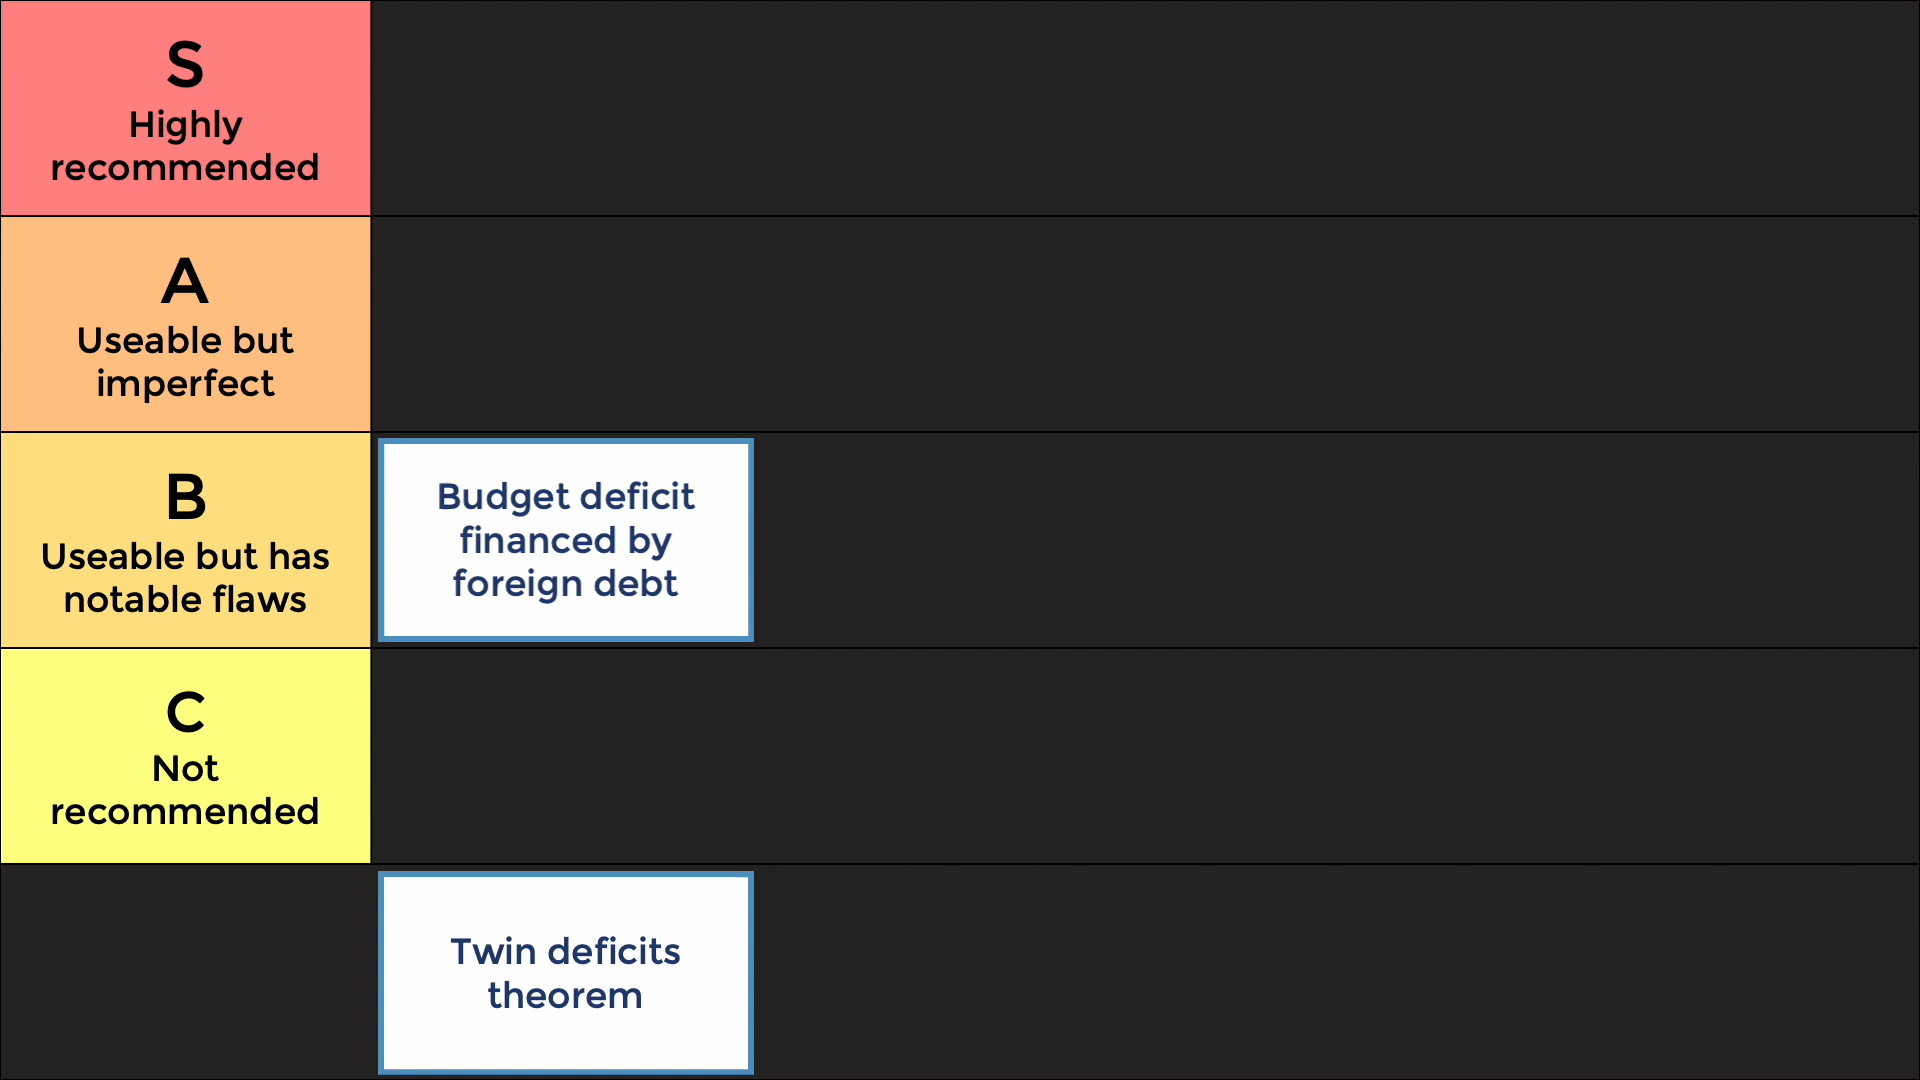 S
Highly
recommended
A
Useable but
imperfect
B
Useable but has
notable flaws
Budget deficit
financed by
foreign debt
C
Not
recommended
Twin deficits
theorem